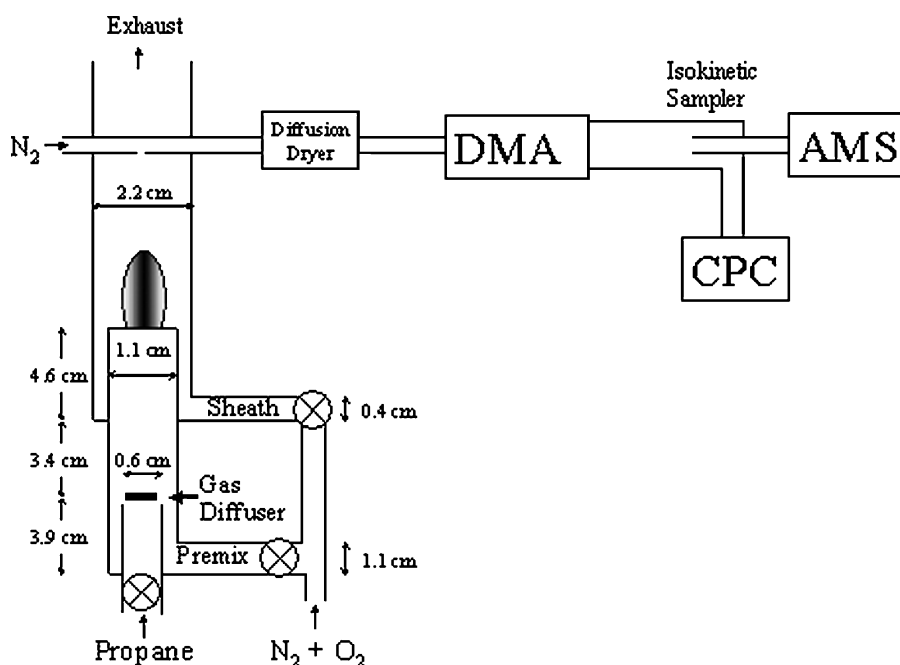 Exhaust
Isokinetic
Sampler
N₂
Diffusion
Dryer
DMA
AMS
2.2 cm
CPC
1.1 cm
4.6 cm
Sheath
0.4 cm
3.4 cm
0.6 cm
Gas
Diffuser
3.9 cm
Premix
1.1 cm
Propane
N₂ + O₂